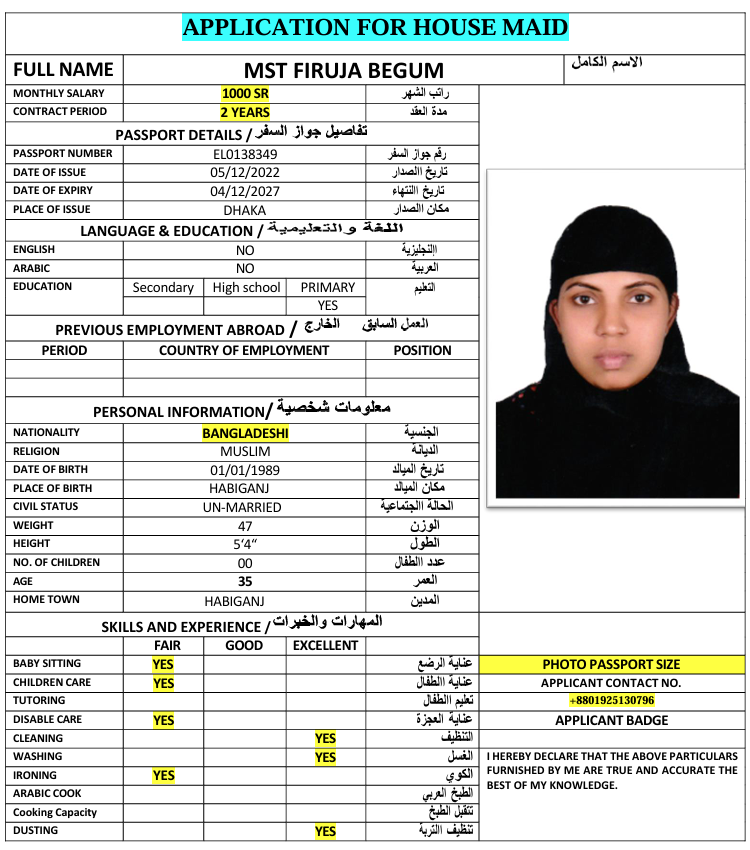 APPLICATION FOR HOUSE MAID
FULL NAME MST FIRUJA BEGUM الاسم الكامل
MONTHLY SALARY 1000 SR راتب الشهر
CONTRACT PERIOD 2 YEARS مدة العقد
PASSPORT DETAILS / تفاصيل جواز السفر
PASSPORT NUMBER EL0138349 رقم جواز السفر
DATE OF ISSUE 05/12/2022 تاريخ االصدار
DATE OF EXPIRY 04/12/2027 تاريخ االنتهاء
PLACE OF ISSUE DHAKA مكان االصدار
LANGUAGE & EDUCATION / اللغة والتعليمية
ENGLISH NO اإلنجليزية
ARABIC NO العربية
EDUCATION Secondary High school PRIMARY التعليم
YES
PREVIOUS EMPLOYMENT ABROAD / العمل السابق الخارج
PERIOD COUNTRY OF EMPLOYMENT POSITION
PERSONAL INFORMATION/ معلومات شخصية
NATIONALITY BANGLADESHI الجنسية
RELIGION MUSLIM الديانة
DATE OF BIRTH 01/01/1989 تاريخ الميالد
PLACE OF BIRTH HABIGANJ مكان الميالد
CIVIL STATUS UN-MARRIED الحالة االجتماعية
WEIGHT 47 الوزن
HEIGHT 5‘4“ الطول
NO. OF CHILDREN 00 عدد االطفال
AGE 35 العمر
HOME TOWN HABIGANJ المدين
SKILLS AND EXPERIENCE / المهارات والخبرات
FAIR GOOD EXCELLENT
BABY SITTING YES عناية الرضع
CHILDREN CARE YES عناية االطفال
TUTORING تعليم االطفال
DISABLE CARE YES عناية العجزة
CLEANING YES التنظيف
WASHING YES الغسل
IRONING YES الكوي
ARABIC COOK الطبخ العربي
Cooking Capacity تتقبل الطبخ
DUSTING YES تنظيف التربة
PHOTO PASSPORT SIZE
APPLICANT CONTACT NO.
+8801925130796
APPLICANT BADGE
I HEREBY DECLARE THAT THE ABOVE PARTICULARS
FURNISHED BY ME ARE TRUE AND ACCURATE THE
BEST OF MY KNOWLEDGE.